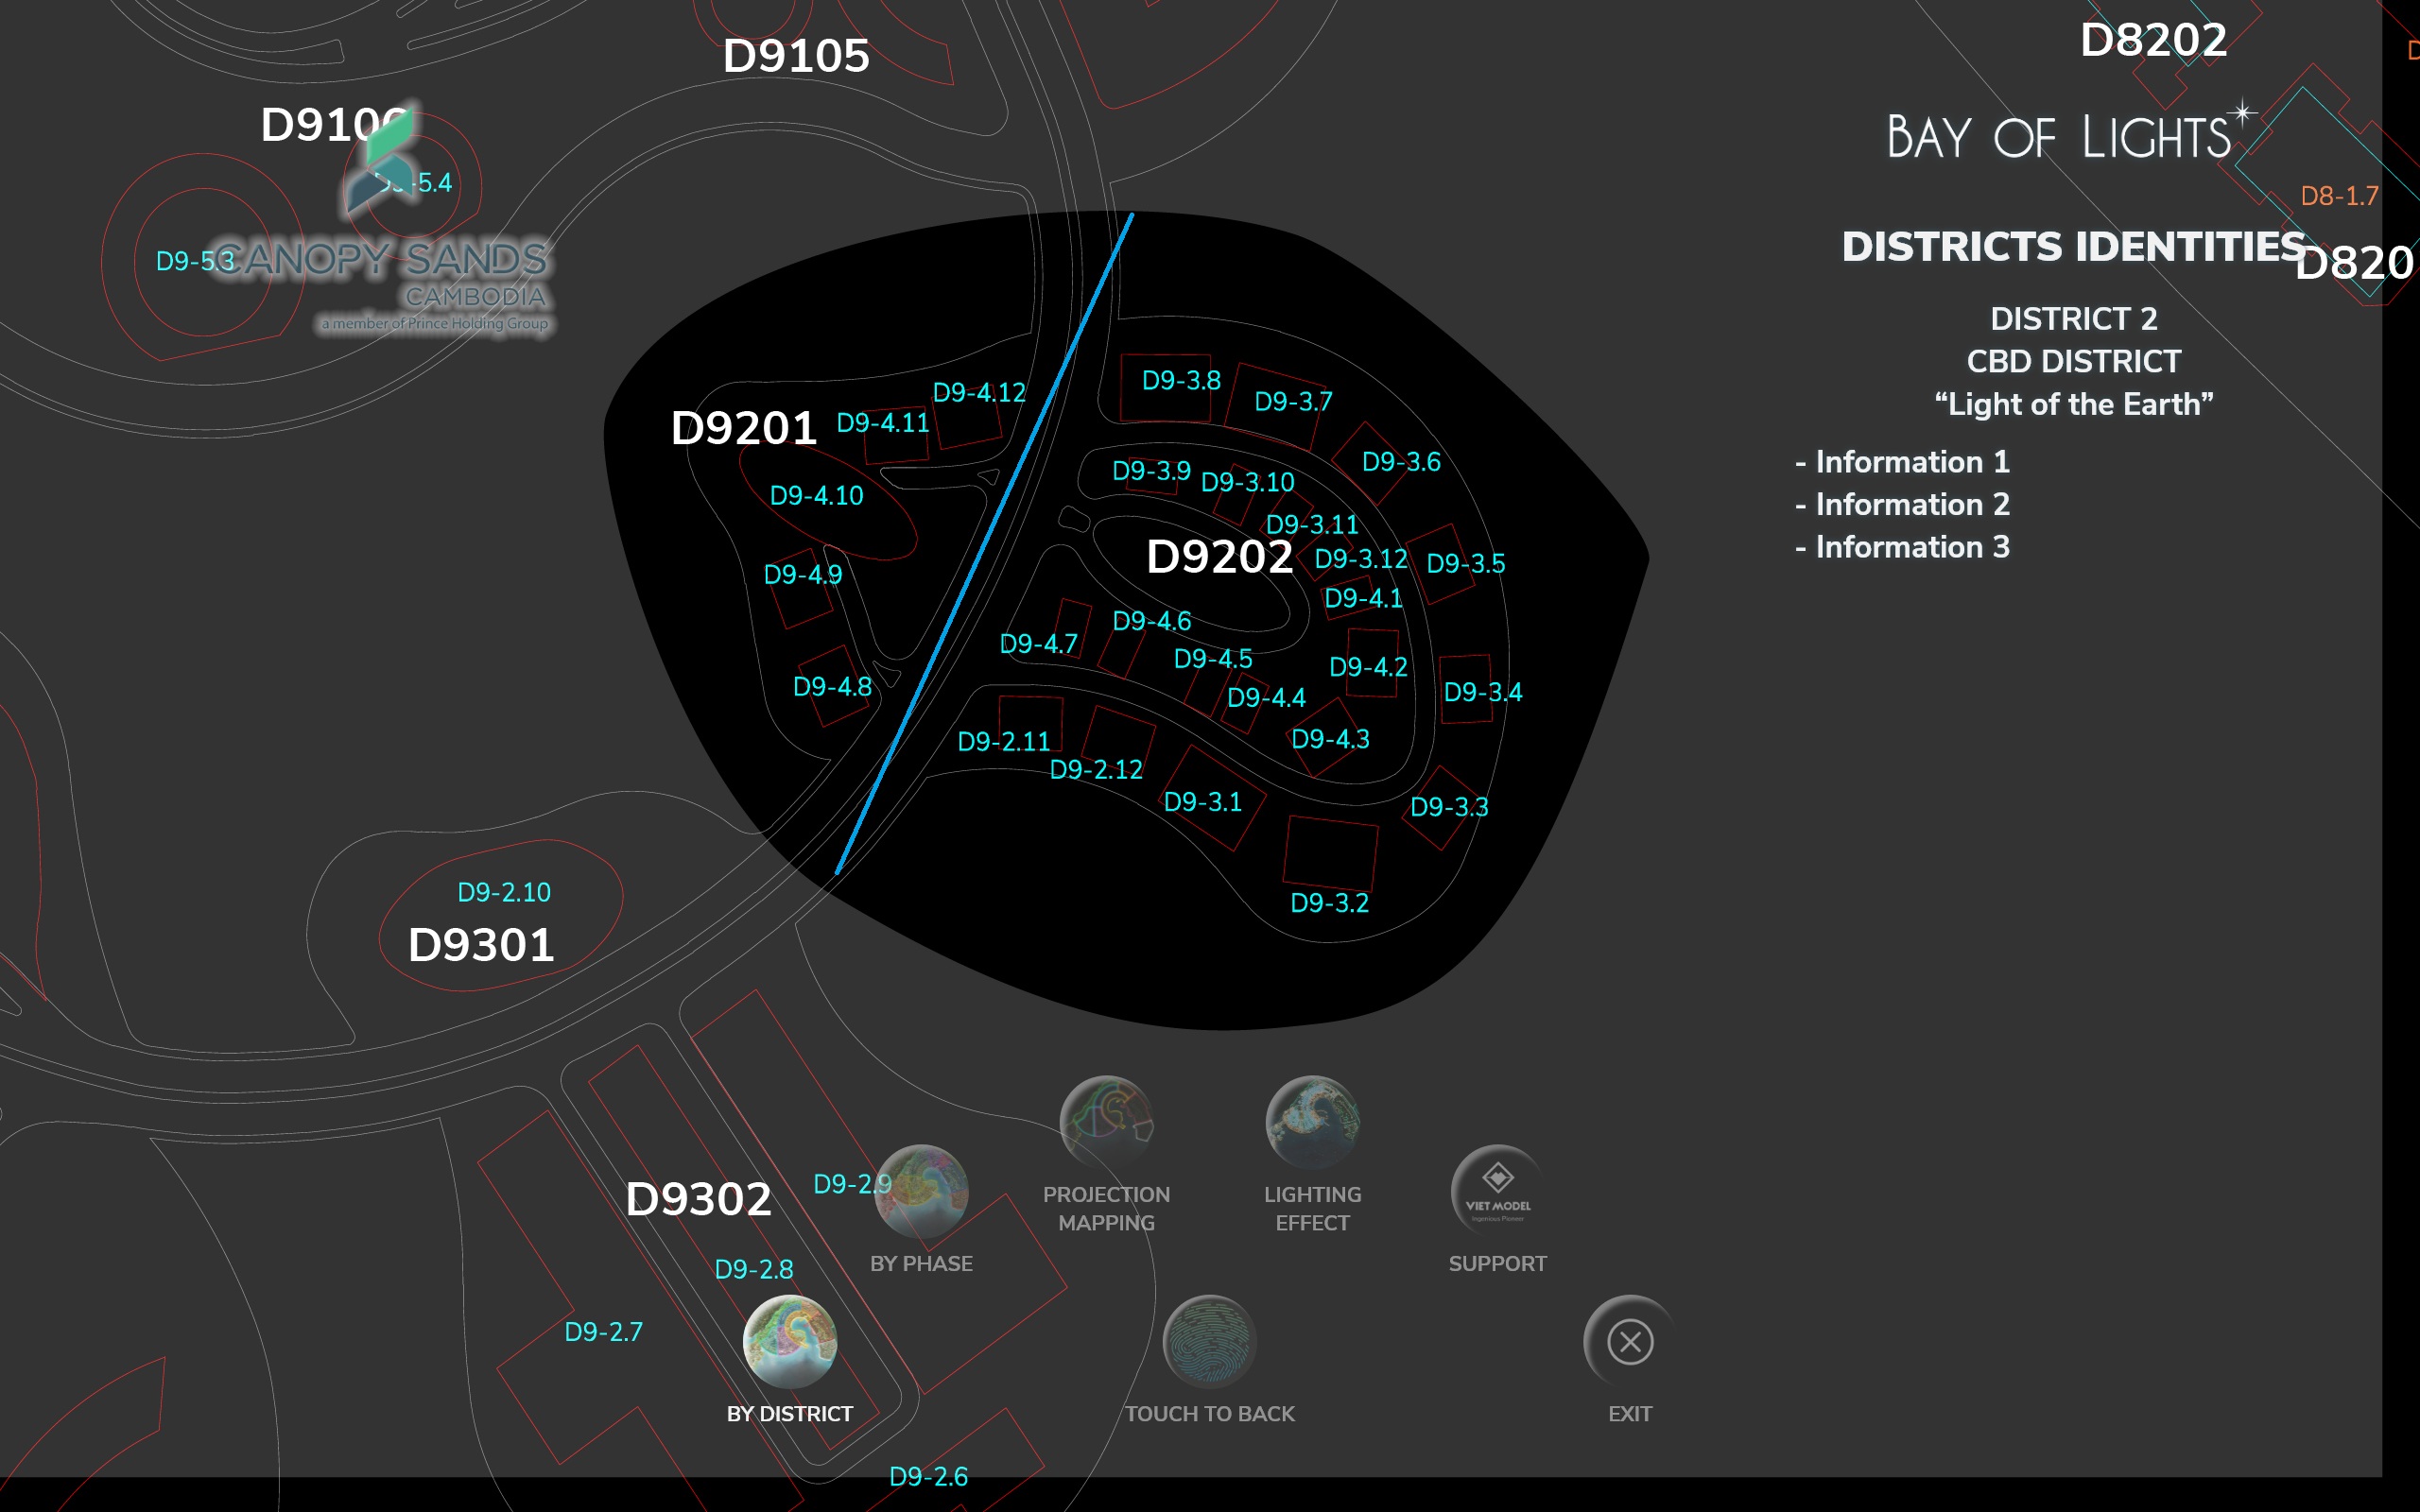 D9105
D8202
D910
-5.4
D9-5.3
CANOPY SANDS
CAMBODIA
a member of Prince Holding Group
BAY OF LIGHTS
D8-1.7
DISTRICTS IDENTITIES
D820
DISTRICT 2
CBD DISTRICT
“Light of the Earth”
- Information 1
- Information 2
- Information 3
D9201
D9-4.12
D9-4.11
D9-4.10
D9-4.9
D9-4.8
D9-3.8
D9-3.7
D9-3.6
D9-3.9
D9-3.10
D9-3.11
D9202
D9-3.12
D9-3.5
D9-4.1
D9-4.6
D9-4.7
D9-4.5
D9-4.2
D9-4.4
D9-3.4
D9-2.11
D9-4.3
D9-2.12
D9-3.1
D9-3.3
D9-3.2
D9-2.10
D9301
D9302
D9-2.9
D9-2.8
D9-2.7
D9-2.6
PROJECTION
MAPPING
LIGHTING
EFFECT
VIET MODEL
Ingenious Pioneer
BY PHASE
SUPPORT
BY DISTRICT
TOUCH TO BACK
EXIT